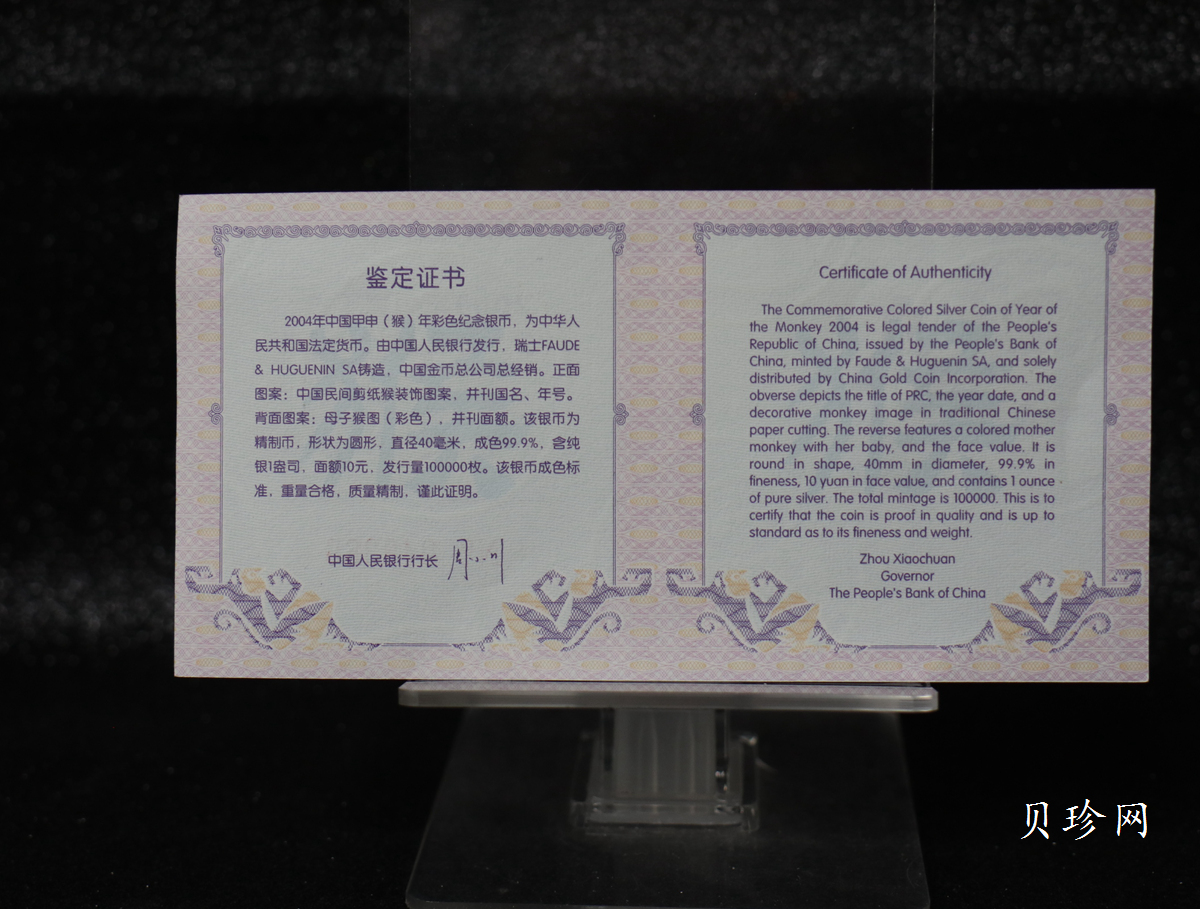 鉴定证书
2004年中国甲申（猴）年彩色纪念银币，为中华人
民共和国法定货币。由中国人民银行发行，瑞士FAUDE
& HUGUENIN SA铸造，中国金币总公司总经销。正面
图案：中国民间剪纸猴装饰图案，并刊国名、年号。
背面图案：母子猴图（彩色），并刊面额。该银币为
精制币，形状为圆形，直径40毫米，成色99.9%，含纯
银1盎司，面额10元，发行量100000枚。该银币成色标
准，重量合格，质量精制，谨此证明。
中国人民银行行长 周小川
Certificate of Authenticity
The Commemorative Colored Silver Coin of Year of
the Monkey 2004 is legal tender of the People's
Republic of China, issued by the People's Bank of
China, minted by Faude & Huguenin SA, and solely
distributed by China Gold Coin Incorporation. The
obverse depicts the title of PRC, the year date, and a
decorative monkey image in traditional Chinese
paper cutting. The reverse features a colored mother
monkey with her baby, and the face value. It is
round in shape, 40mm in diameter, 99.9% in
fineness, 10 yuan in face value, and contains 1 ounce
of pure silver. The total mintage is 100000. This is to
certify that the coin is proof in quality and is up to
standard as to its fineness and weight.
Zhou Xiaochuan
Governor
The People's Bank of China
贝珍网